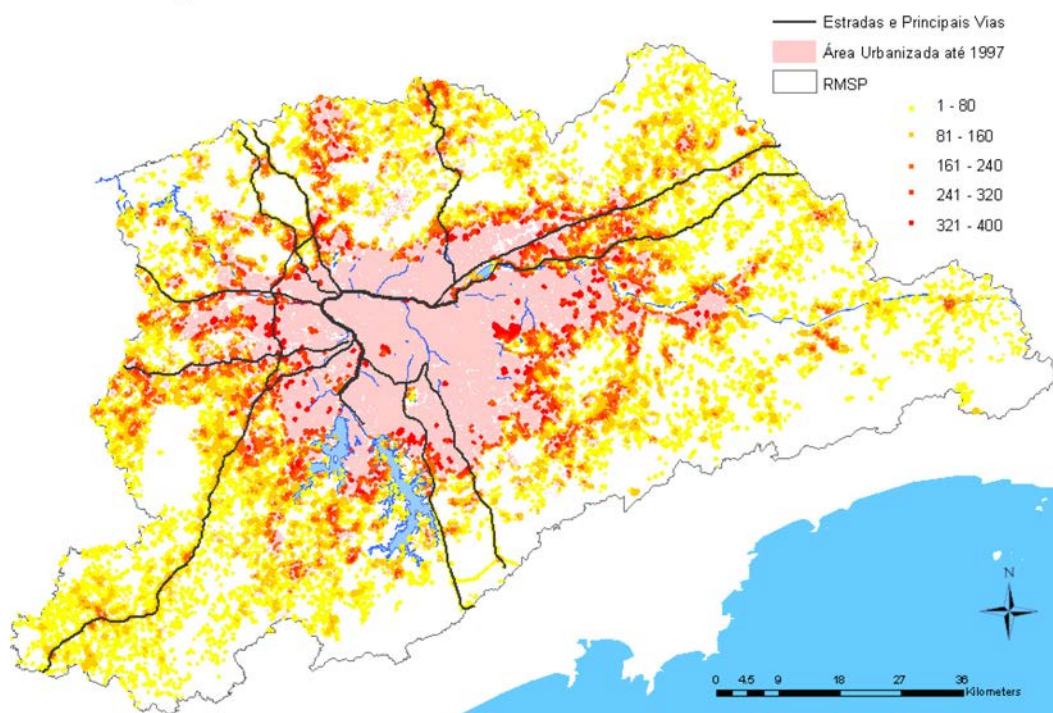 Estradas e Principais Vias
Área Urbanizada até 1997
RMSP
1 - 80
81 - 160
161 - 240
241 - 320
321 - 400
N
0 4.5 9 18 27 36
Kilometers